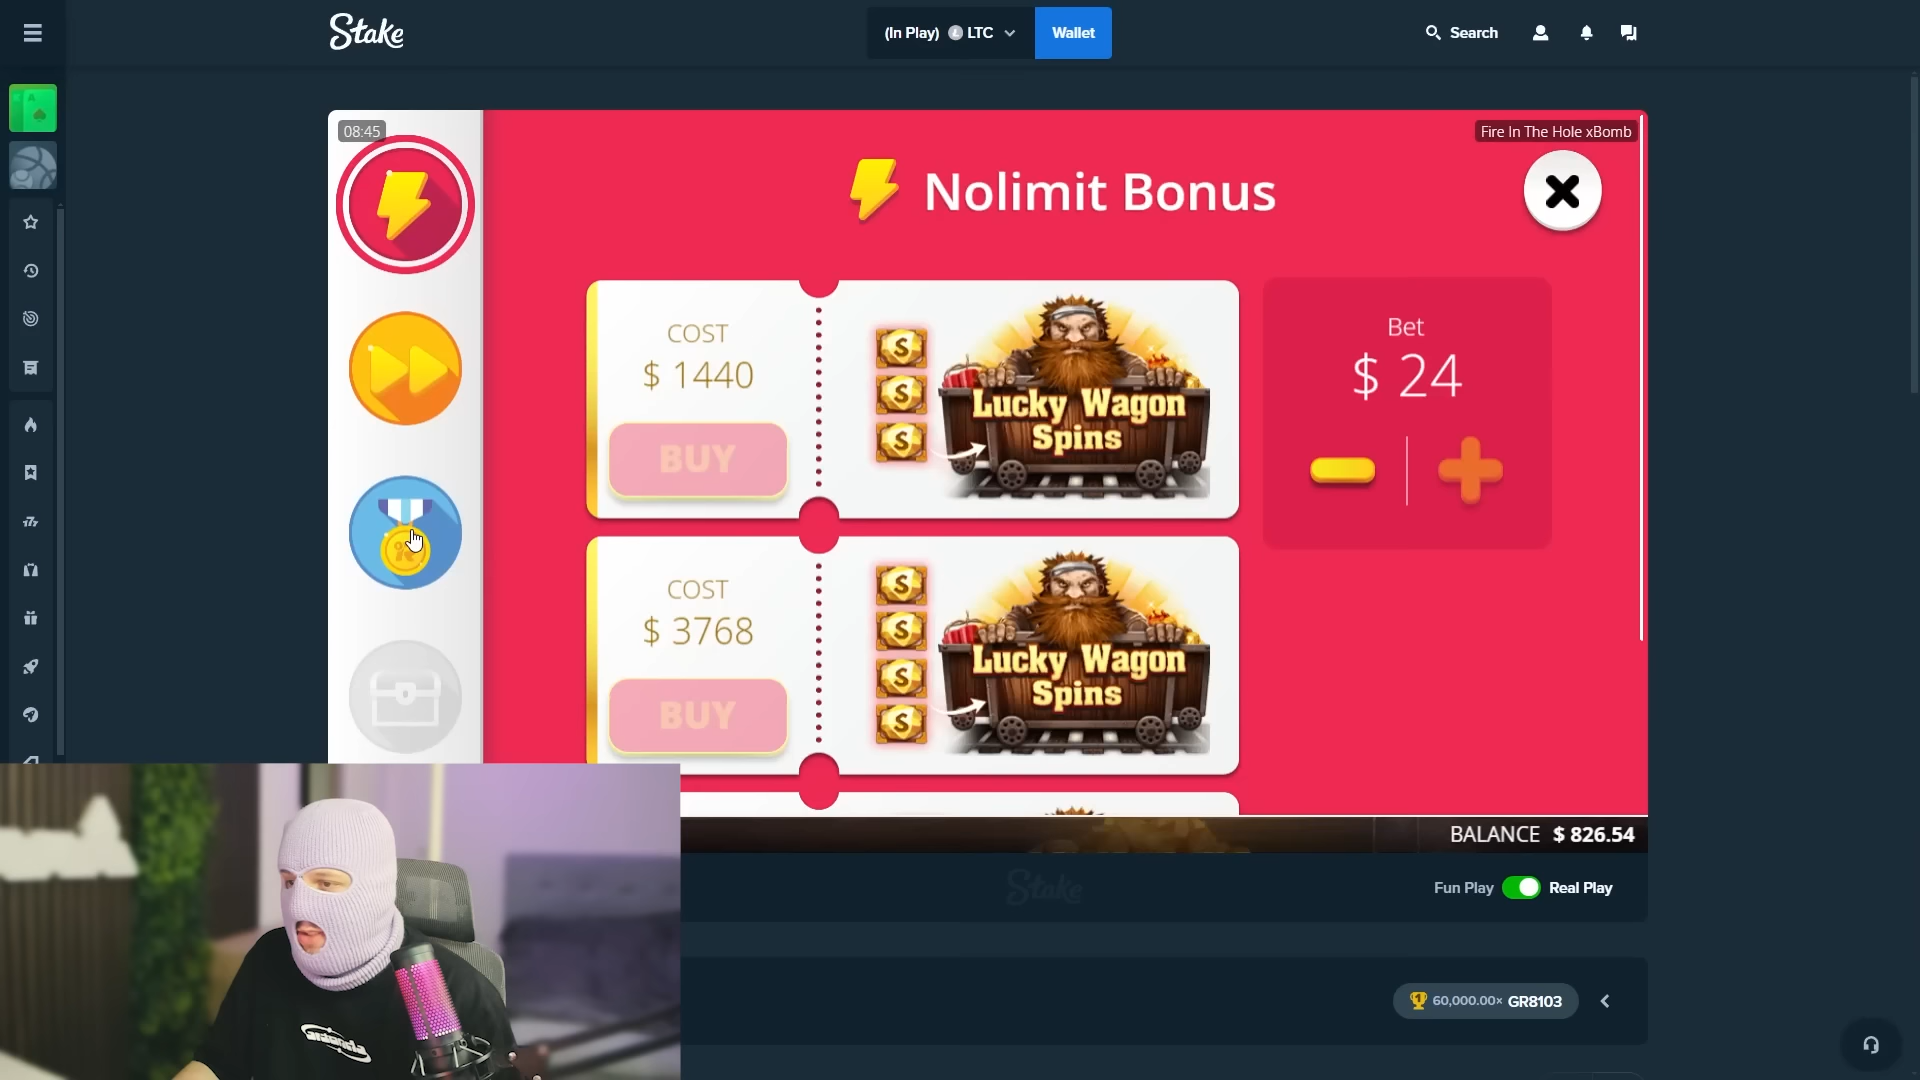 Stake
(In Play) LTC
Wallet
Search
08:45
Fire In The Hole xBomb
Nolimit Bonus
COST
$ 1440
BUY
Lucky Wagon
Spins
Bet
$ 24
COST
$ 3768
BUY
Lucky Wagon
Spins
BALANCE $ 826.54
Stake
Fun Play
Real Play
60,000.00× GR8103